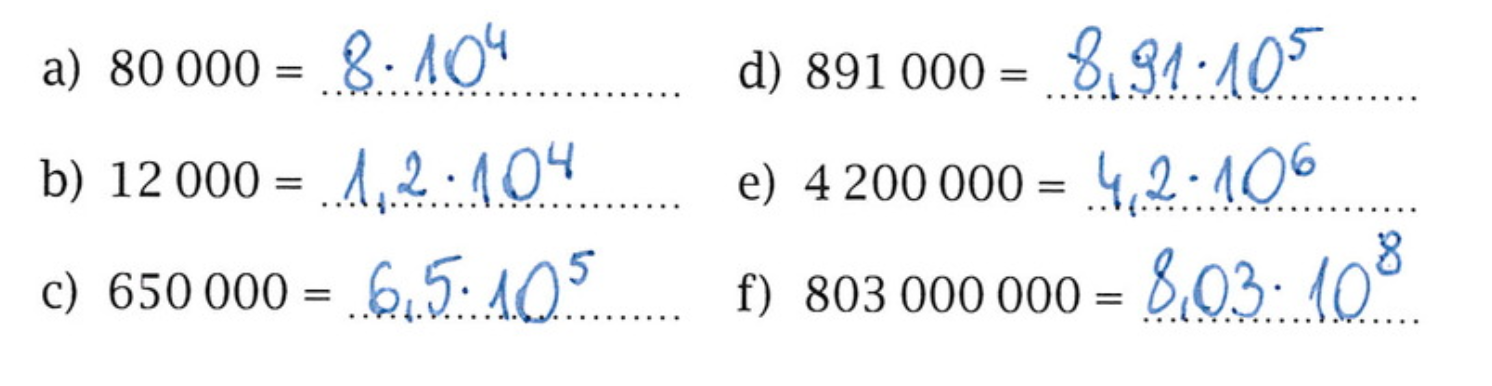 a) 80 000 = 8 · 10⁴
b) 12 000 = 1,2 · 10⁴
c) 650 000 = 6,5 · 10⁵
d) 891 000 = 8,91 · 10⁵
e) 4 200 000 = 4,2 · 10⁶
f) 803 000 000 = 8,03 · 10⁸